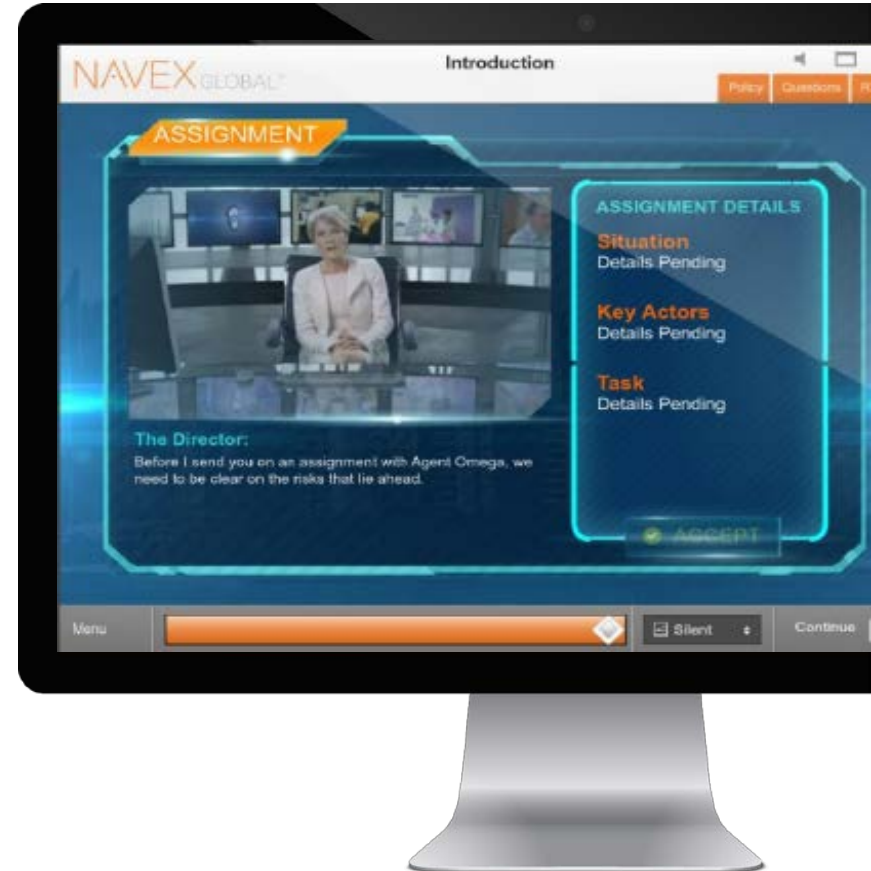 NAVEX GLOBAL
Introduction
Policy
Questions
R
ASSIGNMENT
ASSIGNMENT DETAILS
Situation
Details Pending
Key Actors
Details Pending
Task
Details Pending
The Director:
Before I send you on an assignment with Agent Omega, we
need to be clear on the risks that lie ahead.
ACCEPT
Menu
Silent
Continue